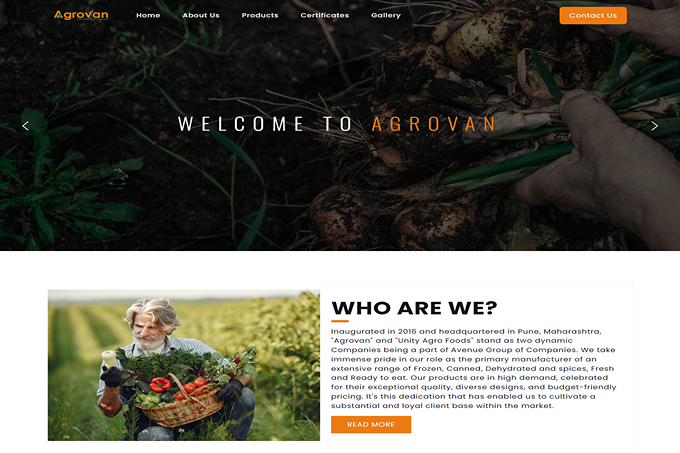 Agrovan
Home About Us Products Certificates Gallery Contact Us
WELCOME TO AGROVAN
WHO ARE WE?
Inaugurated in 2016 and headquartered in Pune, Maharashtra,
"Agrovan" and "Unity Agro Foods" stand as two dynamic
Companies being a part of Avenue Group of Companies. We take
immense pride in our role as the primary manufacturer of an
extensive range of Frozen, Canned, Dehydrated and spices, Fresh
and Ready to eat. Our products are in high demand, celebrated
for their exceptional quality, diverse designs, and budget-friendly
pricing. It's this dedication that has enabled us to cultivate a
substantial and loyal client base within the market.
READ MORE